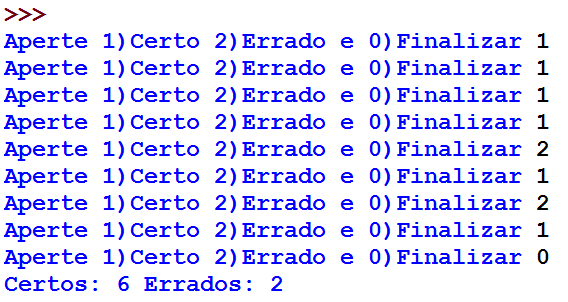 >>>
Aperte 1)Certo 2)Errado e 0)Finalizar 1
Aperte 1)Certo 2)Errado e 0)Finalizar 1
Aperte 1)Certo 2)Errado e 0)Finalizar 1
Aperte 1)Certo 2)Errado e 0)Finalizar 1
Aperte 1)Certo 2)Errado e 0)Finalizar 2
Aperte 1)Certo 2)Errado e 0)Finalizar 1
Aperte 1)Certo 2)Errado e 0)Finalizar 2
Aperte 1)Certo 2)Errado e 0)Finalizar 1
Aperte 1)Certo 2)Errado e 0)Finalizar 0
Certos: 6 Errados: 2